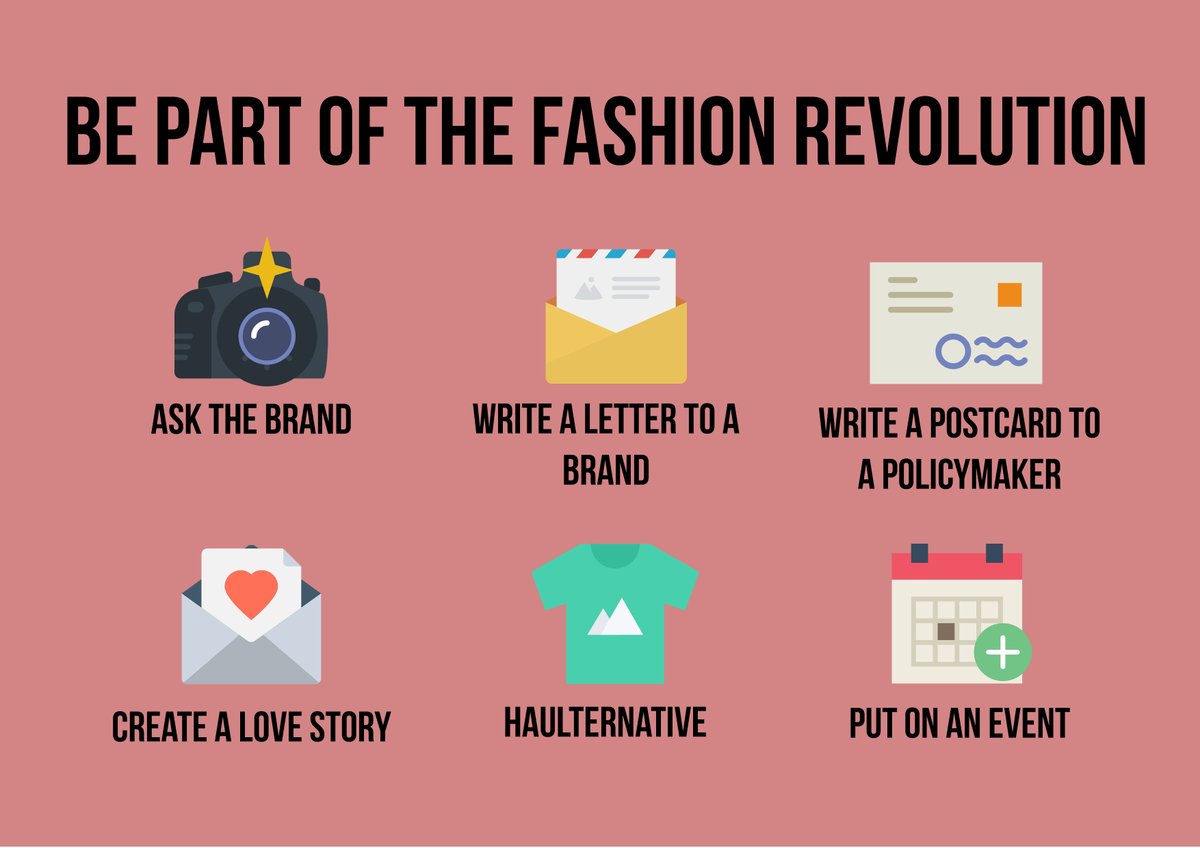 BE PART OF THE FASHION REVOLUTION
ASK THE BRAND
WRITE A LETTER TO A
BRAND
WRITE A POSTCARD TO
A POLICYMAKER
CREATE A LOVE STORY
HAULTERNATIVE
PUT ON AN EVENT